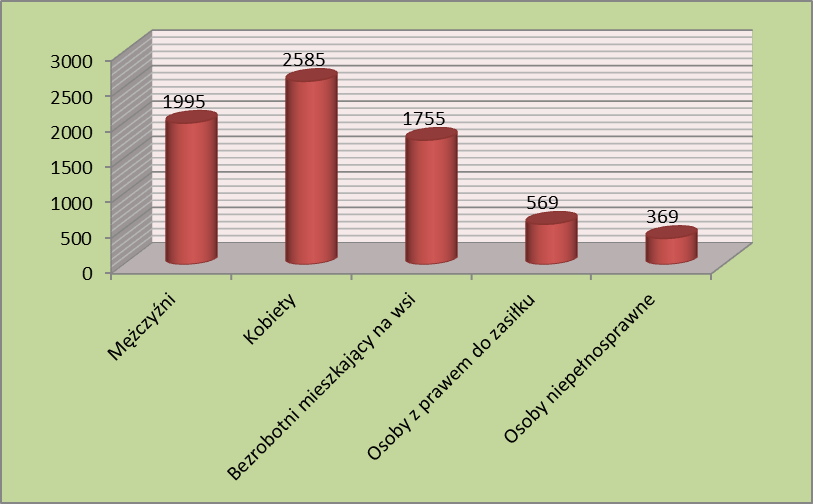 3000
2500
2000
1500
1000
500
0
1995
2585
1755
569
369
Mężczyźni
Kobiety
Bezrobotni mieszkający na wsi
Osoby z prawem do zasiłku
Osoby niepełnosprawne